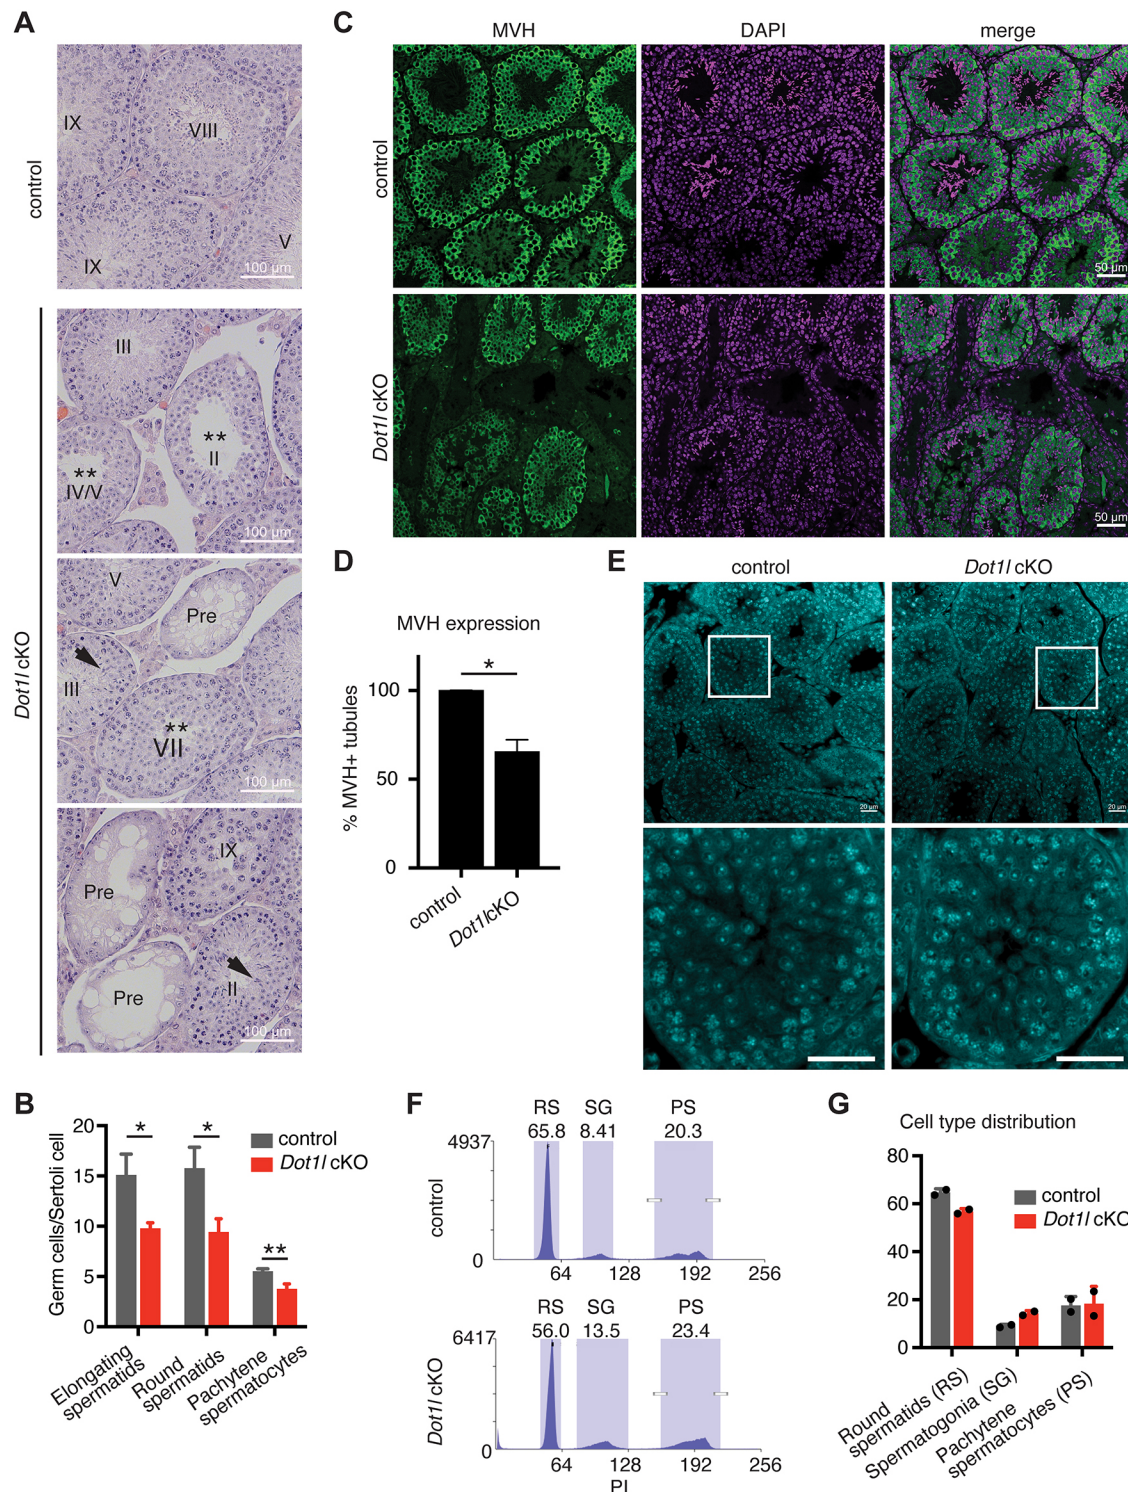 A
control
IX
VIII
IX
V
100 µm
Dot1l cKO
III
**
II
**
IV/V
100 µm
V
Pre
III
**
VII
100 µm
IX
Pre
Pre
II
100 µm
B
Germ cells/Sertoli cell
20
15
10
5
0
*
*
**
control
Dot1l cKO
Elongating
spermatids
Round
spermatids
Pachytene
spermatocytes
C
MVH
DAPI
merge
control
50 µm
Dot1l cKO
50 µm
D
MVH expression
*
% MVH+ tubules
100
50
0
control
Dot1lcKO
E
control
Dot1l cKO
20 µm
20 µm
F
RS
SG
PS
65.8
8.41
20.3
4937
control
0
64
128
192
256
RS
SG
PS
56.0
13.5
23.4
6417
Dot1l cKO
0
64
128
192
256
PI
G
Cell type distribution
80
60
40
20
0
control
Dot1l cKO
Round
spermatids (RS)
Spermatogonia (SG)
Pachytene
spermatocytes (PS)